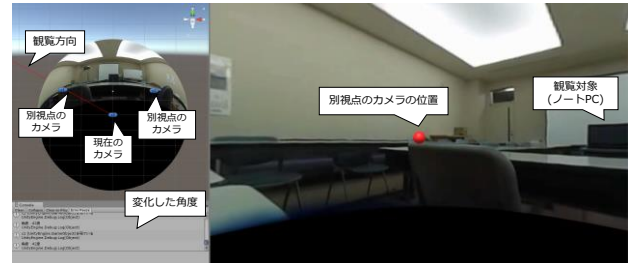 観覧方向
別視点の
カメラ
現在の
カメラ
別視点の
カメラ
変化した角度
Console
別視点のカメラの位置
観覧対象
(ノートPC)